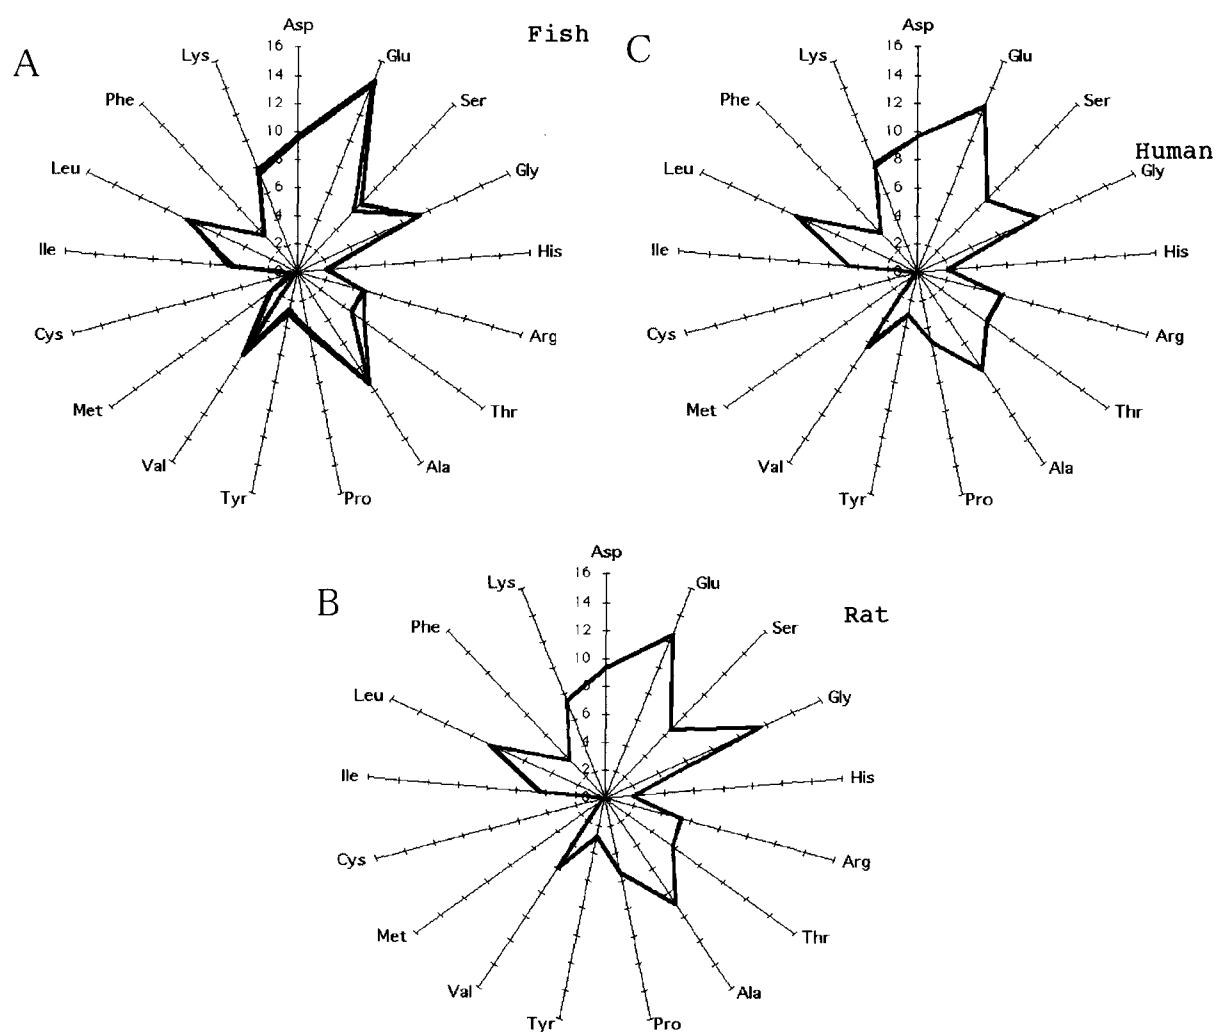 A
Fish
Asp
Glu
Ser
Gly
His
Arg
Thr
Ala
Pro
Tyr
Val
Met
Cys
Ile
Leu
Phe
Lys
16
14
12
10
8
6
4
2
0
C
Human
Asp
Glu
Ser
Gly
His
Arg
Thr
Ala
Pro
Tyr
Val
Met
Cys
Ile
Leu
Phe
Lys
16
14
12
10
8
6
4
2
0
B
Rat
Asp
Glu
Ser
Gly
His
Arg
Thr
Ala
Pro
Tyr
Val
Met
Cys
Ile
Leu
Phe
Lys
16
14
12
10
8
6
4
2
0